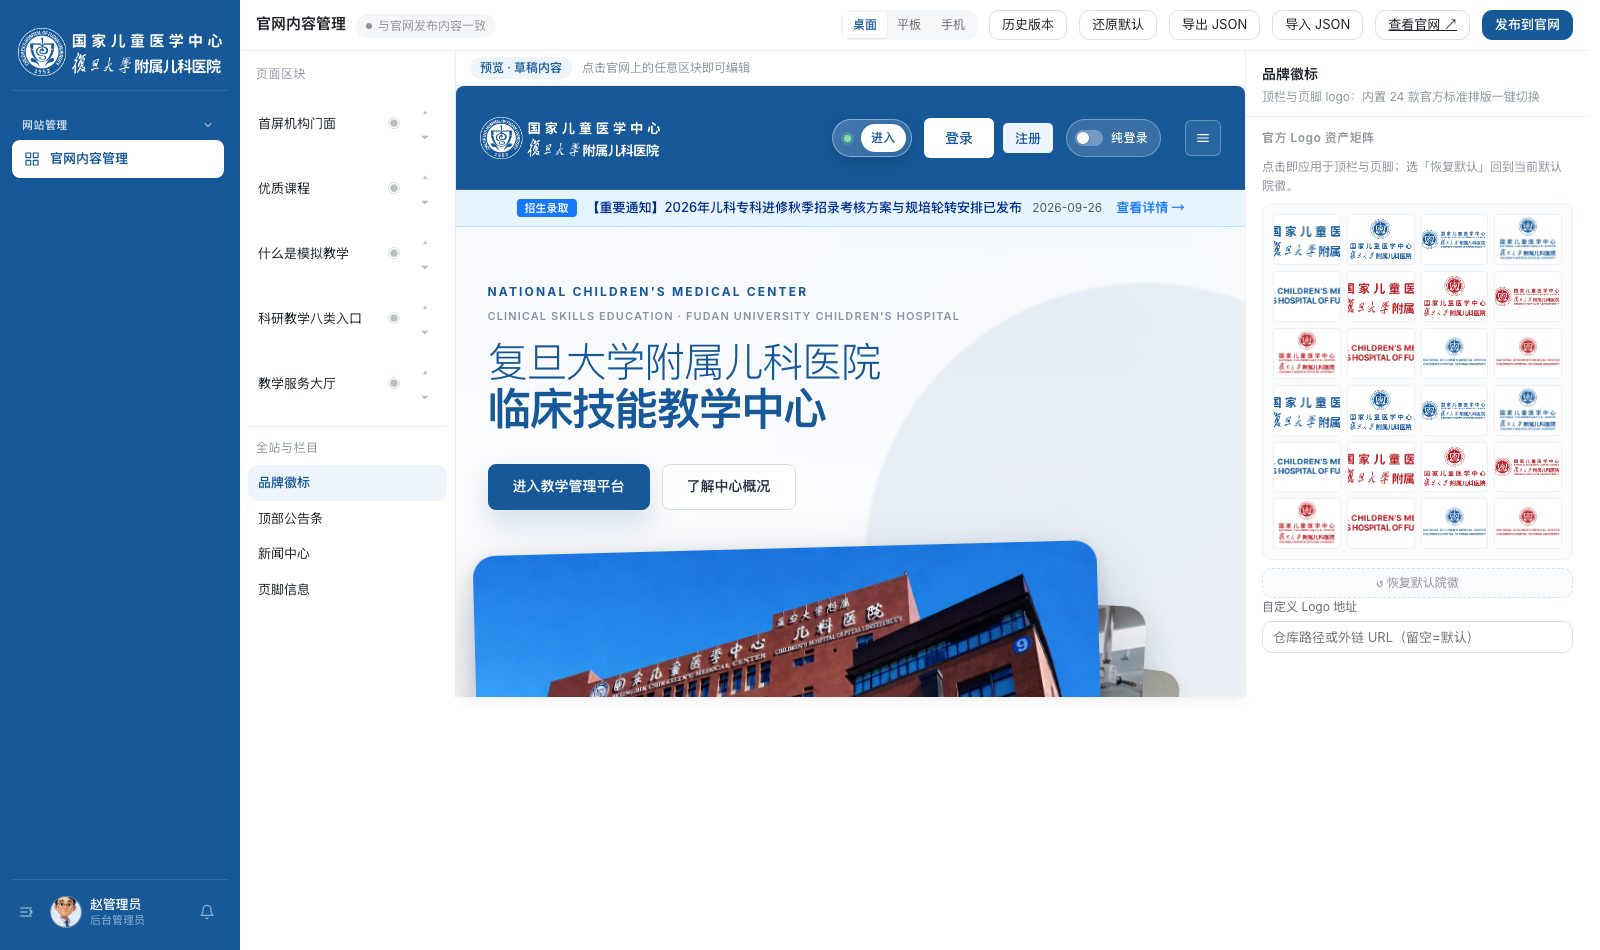 国家儿童医学中心
復旦大学附属儿科医院
1952
网站管理
官网内容管理
赵管理员
后台管理员
官网内容管理
与官网发布内容一致
桌面
平板
手机
历史版本
还原默认
导出 JSON
导入 JSON
查看官网 ↗
发布到官网
页面区块
首屏机构门面
优质课程
什么是模拟教学
科研教学八类入口
教学服务大厅
全站与栏目
品牌徽标
顶部公告条
新闻中心
页脚信息
预览 · 草稿内容
点击官网上的任意区块即可编辑
国家儿童医学中心
復旦大学附属儿科医院
进入
登录
注册
纯登录
招生录取
【重要通知】2026年儿科专科进修秋季招录考核方案与规培轮转安排已发布
2026-09-26
查看详情 →
NATIONAL CHILDREN'S MEDICAL CENTER
CLINICAL SKILLS EDUCATION · FUDAN UNIVERSITY CHILDREN'S HOSPITAL
复旦大学附属儿科医院
临床技能教学中心
进入教学管理平台
了解中心概况
儿科医院
9
品牌徽标
顶栏与页脚 logo：内置 24 款官方标准排版一键切换
官方 Logo 资产矩阵
点击即应用于顶栏与页脚；选「恢复默认」回到当前默认
院徽。
↺ 恢复默认院徽
自定义 Logo 地址
仓库路径或外链 URL（留空=默认）